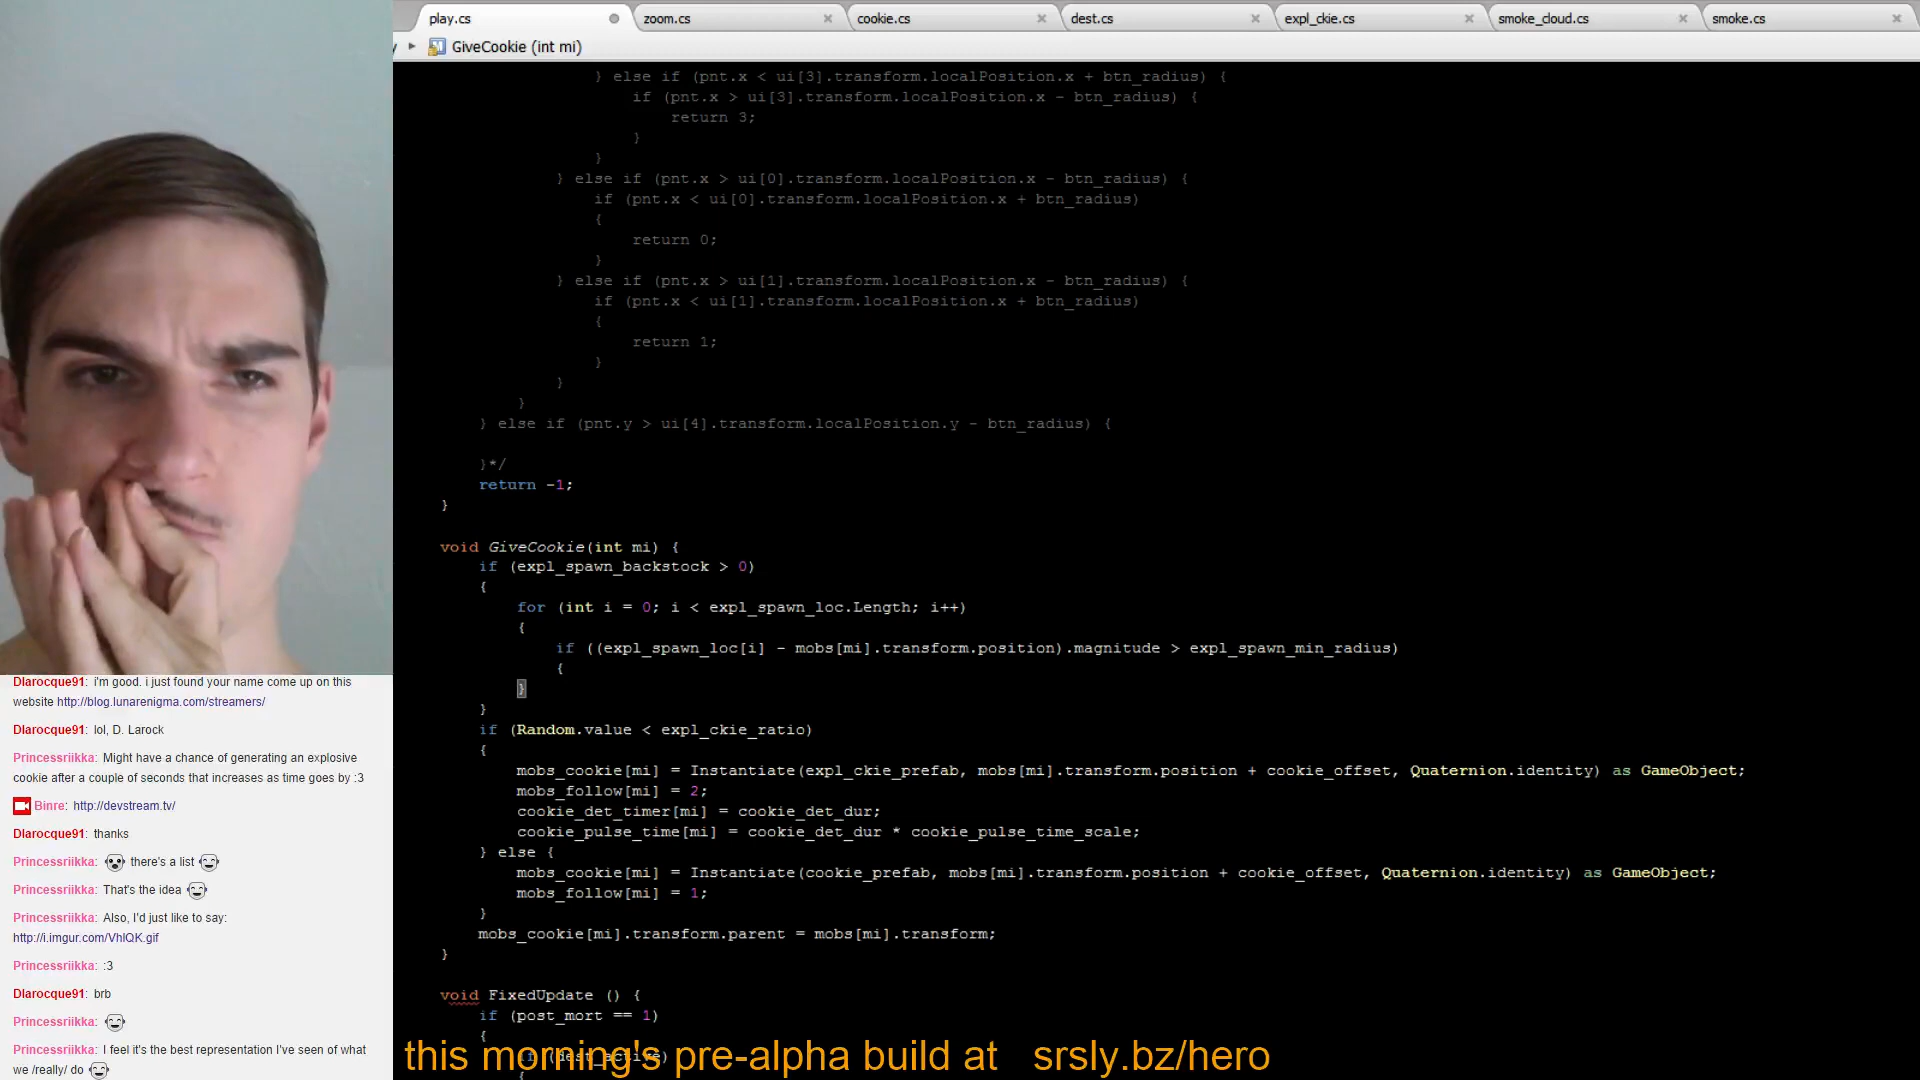 play.cs
zoom.cs
cookie.cs
dest.cs
expl_ckie.cs
smoke_cloud.cs
smoke.cs
GiveCookie (int mi)
} else if (pnt.x < ui[3].transform.localPosition.x + btn_radius) {
if (pnt.x > ui[3].transform.localPosition.x - btn_radius) {
return 3;
}
}
} else if (pnt.x > ui[0].transform.localPosition.x - btn_radius) {
if (pnt.x < ui[0].transform.localPosition.x + btn_radius)
{
return 0;
}
} else if (pnt.x > ui[1].transform.localPosition.x - btn_radius) {
if (pnt.x < ui[1].transform.localPosition.x + btn_radius)
{
return 1;
}
}
}
} else if (pnt.y > ui[4].transform.localPosition.y - btn_radius) {
}*/
return -1;
}
void GiveCookie(int mi) {
if (expl_spawn_backstock > 0)
{
for (int i = 0; i < expl_spawn_loc.Length; i++)
{
if ((expl_spawn_loc[i] - mobs[mi].transform.position).magnitude > expl_spawn_min_radius)
{
}
}
if (Random.value < expl_ckie_ratio)
{
mobs_cookie[mi] = Instantiate(expl_ckie_prefab, mobs[mi].transform.position + cookie_offset, Quaternion.identity) as GameObject;
mobs_follow[mi] = 2;
cookie_det_timer[mi] = cookie_det_dur;
cookie_pulse_time[mi] = cookie_det_dur * cookie_pulse_time_scale;
} else {
mobs_cookie[mi] = Instantiate(cookie_prefab, mobs[mi].transform.position + cookie_offset, Quaternion.identity) as GameObject;
mobs_follow[mi] = 1;
}
mobs_cookie[mi].transform.parent = mobs[mi].transform;
}
void FixedUpdate () {
if (post_mort == 1)
{
if (dest_active)
{
this morning's pre-alpha build at srsly.bz/hero
Dlarocque91: i'm good. i just found your name come up on this
website http://blog.lunarenigma.com/streamers/
Dlarocque91: lol, D. Larock
Princessriikka: Might have a chance of generating an explosive
cookie after a couple of seconds that increases as time goes by :3
Binre: http://devstream.tv/
Dlarocque91: thanks
Princessriikka: there's a list
Princessriikka: That's the idea
Princessriikka: Also, I'd just like to say:
http://i.imgur.com/VhIQK.gif
Princessriikka: :3
Dlarocque91: brb
Princessriikka:
Princessriikka: I feel it's the best representation I've seen of what
we /really/ do